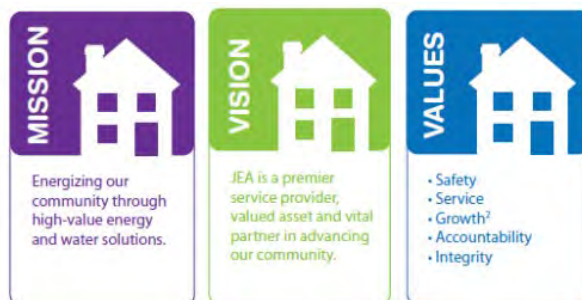 MISSION
Energizing our
community through
high-value energy
and water solutions.
VISION
JEA is a premier
service provider,
valued asset and vital
partner in advancing
our community.
VALUES
• Safety
• Service
• Growth²
• Accountability
• Integrity